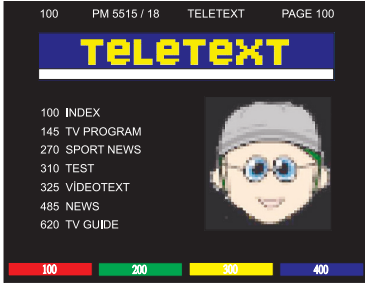 100 PM 5515 / 18 TELETEXT PAGE 100
TeLeTexT
100 INDEX
145 TV PROGRAM
270 SPORT NEWS
310 TEST
325 VİDEOTEXT
485 NEWS
620 TV GUIDE
100 200 300 400